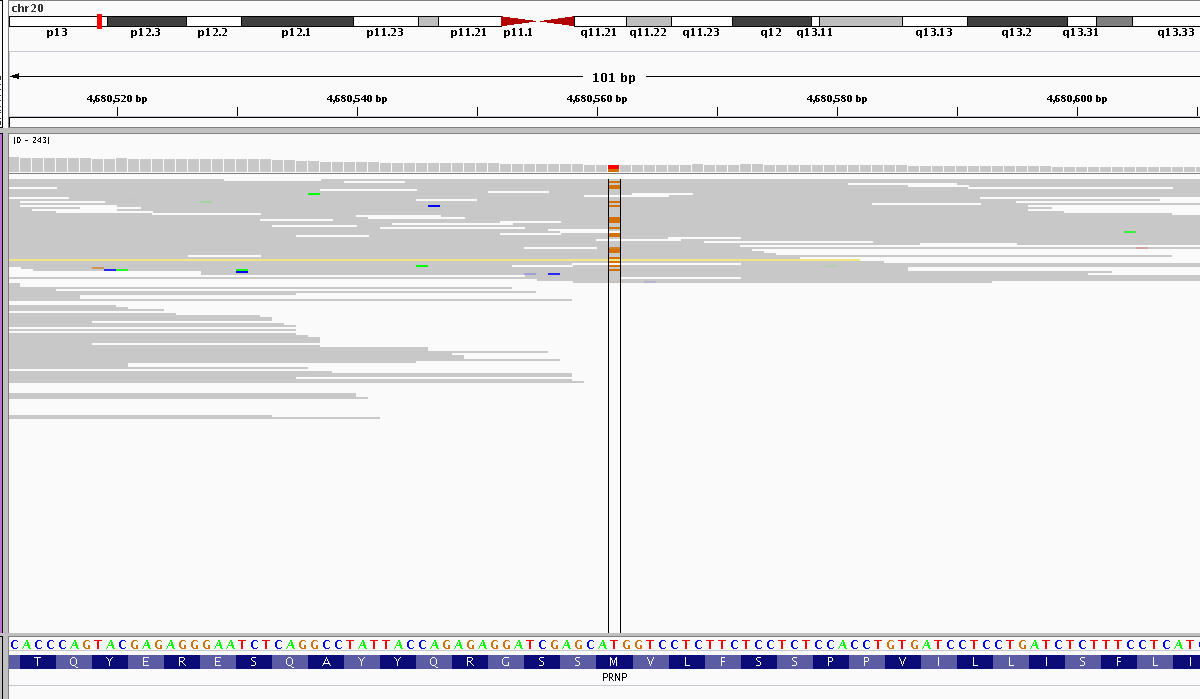 chr20
p13 p12.3 p12.2 p12.1 p11.23 p11.21 p11.1 q11.21 q11.22 q11.23 q12 q13.11 q13.13 q13.2 q13.31 q13.33
101 bp
4,680,520 bp 4,680,540 bp 4,680,560 bp 4,680,580 bp 4,680,600 bp
[0 - 243]
CACCCAGTACGAGAGGGAATCTCAGGCCTATTACCAGAGAGGATCGAGCATGGTCCTCTTCTCCTCTCCACCTGTGATCCTCCTGATCTCTTTCCTCAT
T Q Y E R E S Q A Y Y Q R G S S M V L F S S P P V I L L I S F L I
PRNP